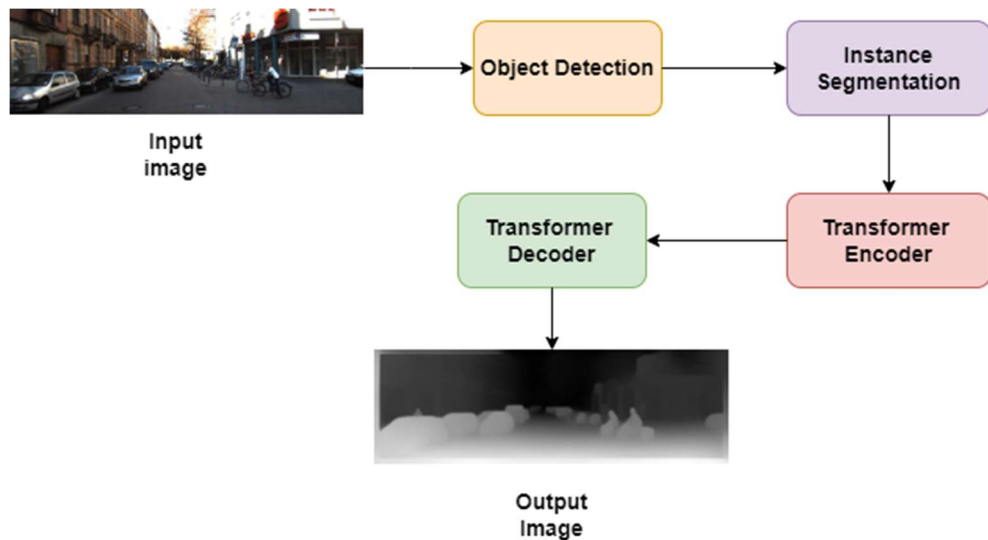 Input
image
Object Detection
Instance
Segmentation
Transformer
Encoder
Transformer
Decoder
Output
Image